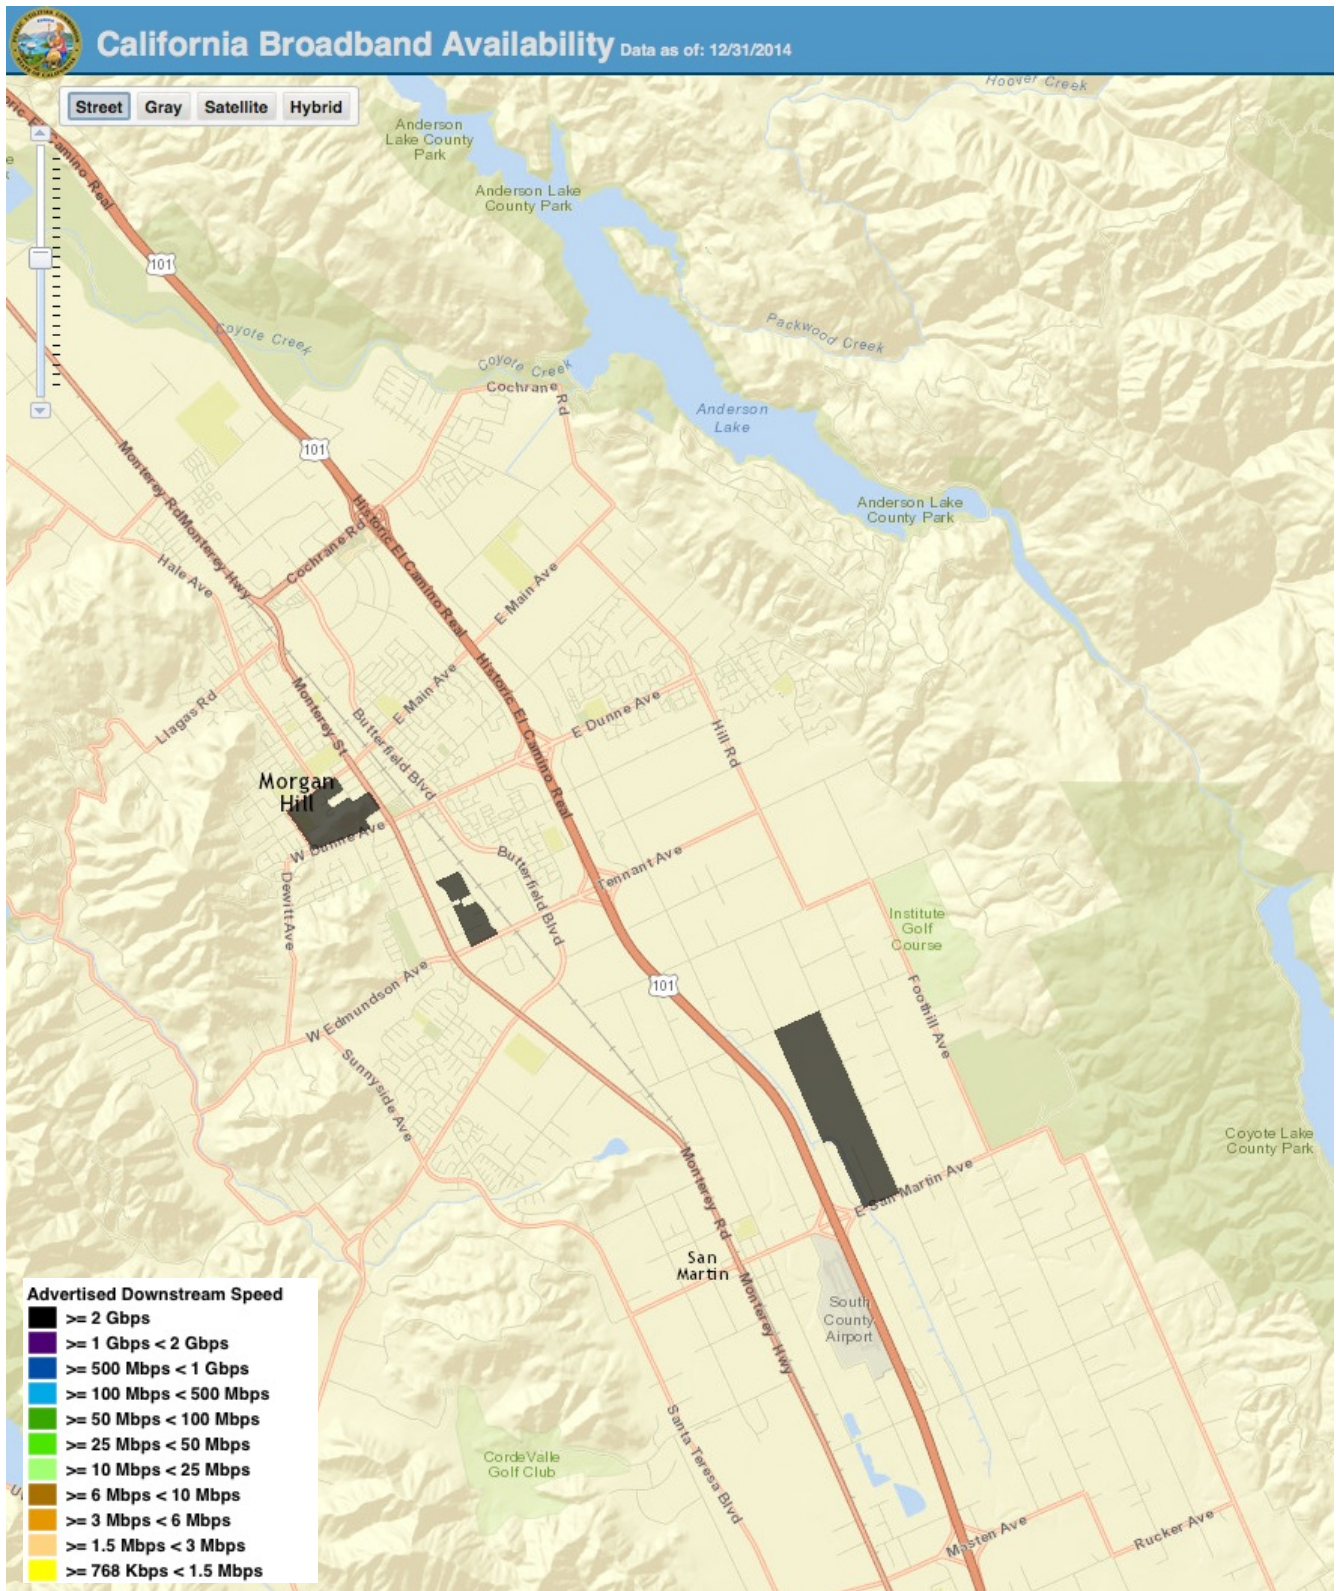 California Broadband Availability Data as of: 12/31/2014
Street Gray Satellite Hybrid
Hoover Creek
Anderson
Lake County
Park
Anderson Lake
County Park
El Camino Real
101
Coyote Creek
Packwood Creek
Coyote Creek
Cochrane Rd
Anderson
Lake
101
Monterey Rd
Monterey Hwy
Historic El Camino Real
Anderson Lake
County Park
Cochrane Rd
Hale Ave
E Main Ave
Historic El Camino Real
Llagas Rd
Monterey St
E Main Ave
Butterfield Blvd
E Dunne Ave
Hill Rd
Morgan
Hill
W Dunne Ave
Dewitt Ave
Butterfield Blvd
Tennant Ave
Institute
Golf
Course
W Edmundson Ave
101
Foothill Ave
Sunnyside Ave
Coyote Lake
County Park
Monterey Rd
E San Martin Ave
San
Martin
Monterey Hwy
South
County
Airport
Santa Teresa Blvd
CordeValle
Golf Club
Masten Ave
Rucker Ave
Advertised Downstream Speed
>= 2 Gbps
>= 1 Gbps < 2 Gbps
>= 500 Mbps < 1 Gbps
>= 100 Mbps < 500 Mbps
>= 50 Mbps < 100 Mbps
>= 25 Mbps < 50 Mbps
>= 10 Mbps < 25 Mbps
>= 6 Mbps < 10 Mbps
>= 3 Mbps < 6 Mbps
>= 1.5 Mbps < 3 Mbps
>= 768 Kbps < 1.5 Mbps